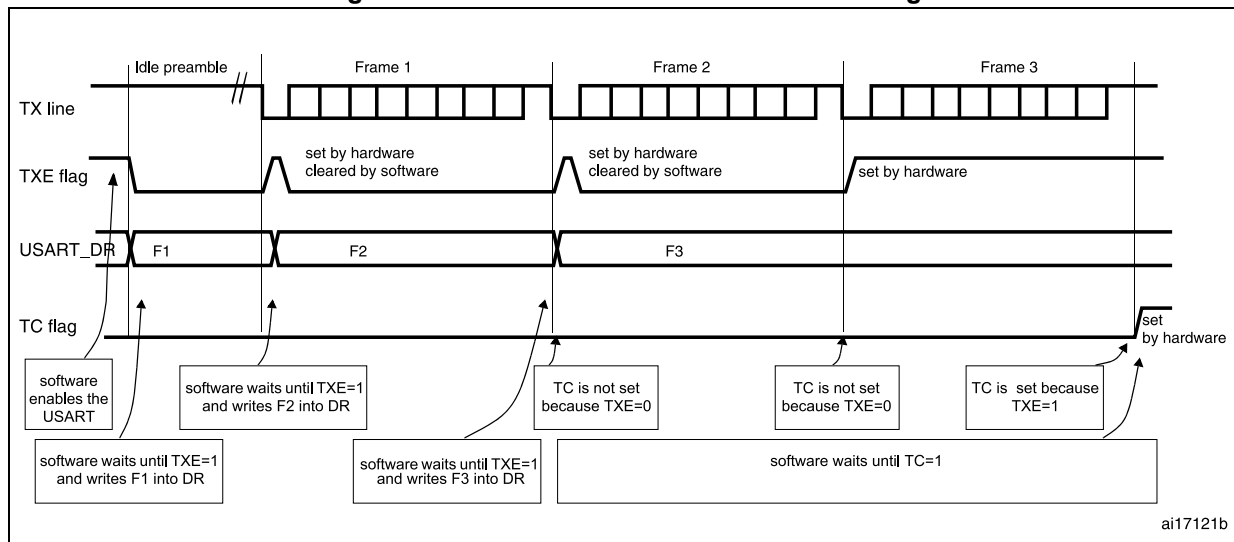 Idle preamble
Frame 1
Frame 2
Frame 3
TX line
set by hardware
cleared by software
set by hardware
cleared by software
TXE flag
set by hardware
USART_DR
F1
F2
F3
TC flag
set
by hardware
software
enables the
USART
software waits until TXE=1
and writes F2 into DR
TC is not set
because TXE=0
TC is not set
because TXE=0
TC is set because
TXE=1
software waits until TXE=1
and writes F1 into DR
software waits until TXE=1
and writes F3 into DR
software waits until TC=1
ai17121b